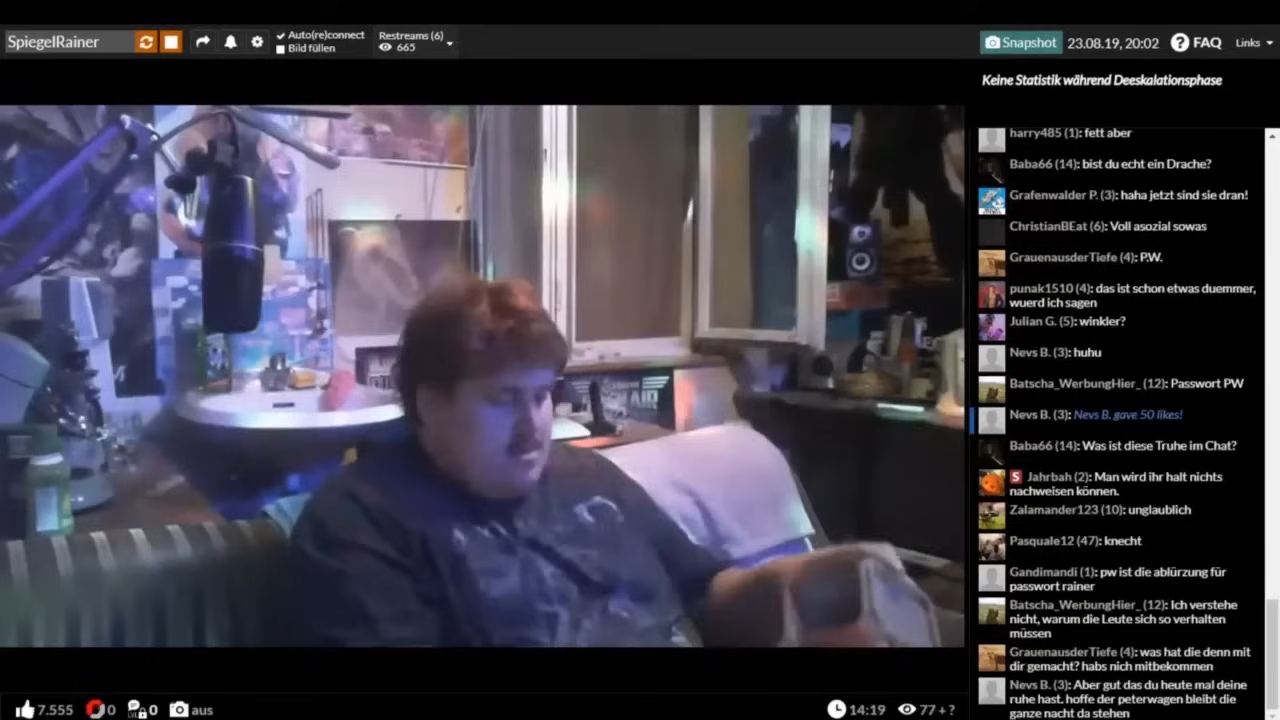 SpiegelRainer
Auto(re)connect
Bild füllen
Restreams (6)
665
Snapshot
23.08.19, 20:02
FAQ
Links
Keine Statistik während Deeskalationsphase
harry485 (1): fett aber
Baba66 (14): bist du echt ein Drache?
Grafenwalder P. (3): haha jetzt sind sie dran!
ChristianBEat (6): Voll asozial sowas
GrauenausderTiefe (4): P.W.
punak1510 (4): das ist schon etwas duemmer,
wuerd ich sagen
Julian G. (5): winkler?
Nevs B. (3): huhu
Batscha_WerbungHier_ (12): Passwort PW
Nevs B. (3): Nevs B. gave 50 likes!
Baba66 (14): Was ist diese Truhe im Chat?
S Jahrbah (2): Man wird ihr halt nichts
nachweisen können.
Zalamander123 (10): unglaublich
Pasquale12 (47): knecht
Gandimandi (1): pw ist die ablürzung für
passwort rainer
Batscha_WerbungHier_ (12): Ich verstehe
nicht, warum die Leute sich so verhalten
müssen
GrauenausderTiefe (4): was hat die denn mit
dir gemacht? habs nich mitbekommen
Nevs B. (3): Aber gut das du heute mal deine
ruhe hast, hoffe der peterwagen bleibt die
ganze nacht da stehen
AIR
7.555
0
0
aus
14:19
77 + ?